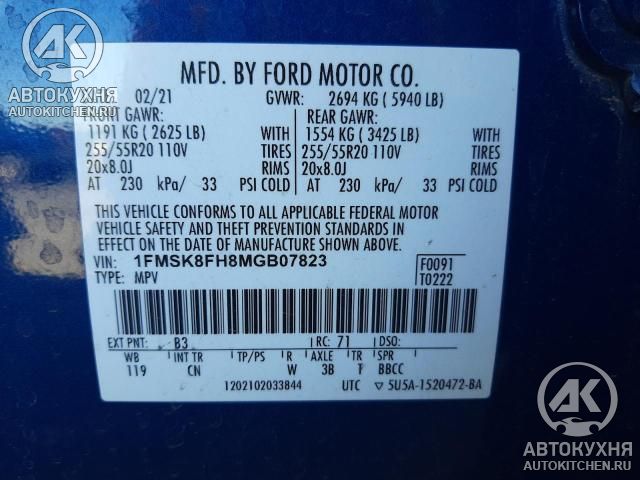 MFD. BY FORD MOTOR CO.
02/21 GVWR: 2694 KG ( 5940 LB)
FRONT GAWR: REAR GAWR:
1191 KG ( 2625 LB) WITH 1554 KG ( 3425 LB) WITH
255/55R20 110V TIRES 255/55R20 110V TIRES
20x8.0J 20x8.0J
AT 230 kPa/ 33 PSI COLD AT 230 kPa/ 33 PSI COLD
THIS VEHICLE CONFORMS TO ALL APPLICABLE FEDERAL MOTOR
VEHICLE SAFETY AND THEFT PREVENTION STANDARDS IN
EFFECT ON THE DATE OF MANUFACTURE SHOWN ABOVE.
VIN: 1FMSK8FH8MGB07823 F0091
TYPE: MPV T0222
EXT PNT: B3 RC: 71 DSO:
WB INT TR TP/PS R AXLE TR SPR
119 CN W 3B T BBCC
1202102033844 UTC 5U5A-1520472-BA
АК
АВТОКУХНЯ
AUTOKITCHEN.RU
АК
АВТОКУХНЯ
AUTOKITCHEN.RU